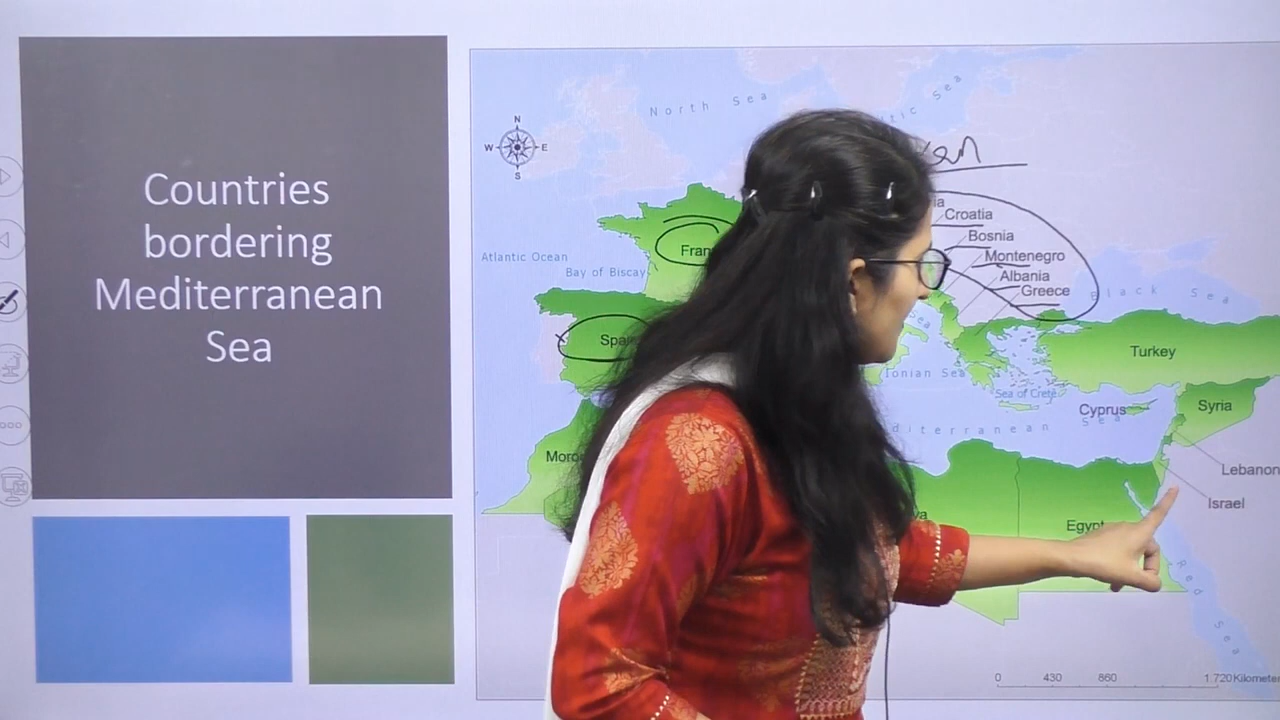 Countries
bordering
Mediterranean
Sea
North Sea
N
W
E
S
Croatia
Bosnia
Montenegro
Albania
Greece
Atlantic Ocean
Bay of Biscay
Black Sea
Turkey
Ionian Sea
Sea of Crete
Cyprus
Syria
Sea
Lebanon
Israel
Egypt
Red Sea
0 430 860 1.720